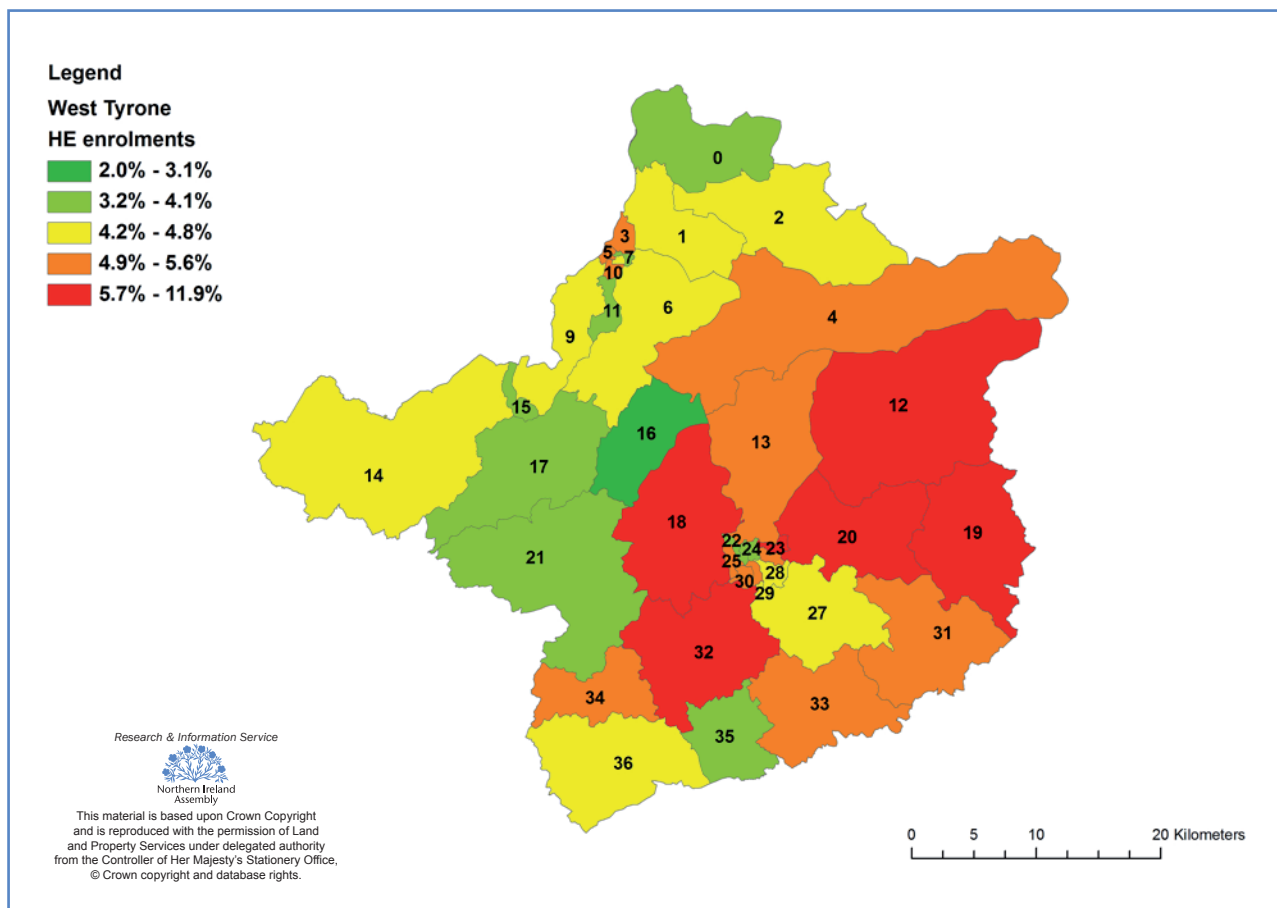 Legend
West Tyrone
HE enrolments
2.0% - 3.1%
3.2% - 4.1%
4.2% - 4.8%
4.9% - 5.6%
5.7% - 11.9%
0
2
1
3
5
7
10
6
11
4
9
12
15
16
13
14
17
18
19
20
22
24
23
21
25
28
30
29
27
31
32
34
33
35
36
Research & Information Service
Northern Ireland
Assembly
This material is based upon Crown Copyright
and is reproduced with the permission of Land
and Property Services under delegated authority
from the Controller of Her Majesty's Stationery Office,
© Crown copyright and database rights.
0 5 10 20 Kilometers